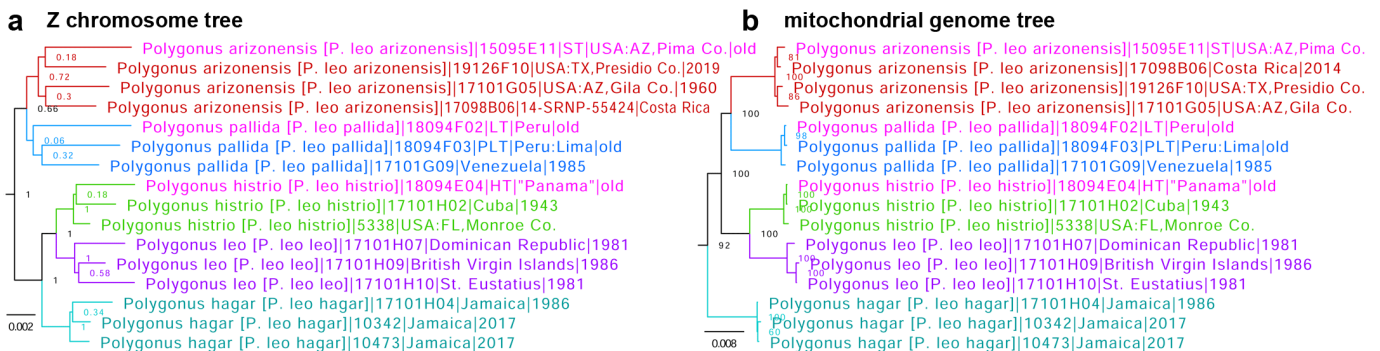 a Z chromosome tree
Polygonus arizonensis [P. leo arizonensis]|15095E11|ST|USA:AZ,Pima Co.|old
0.18
Polygonus arizonensis [P. leo arizonensis]|19126F10|USA:TX,Presidio Co.|2019
0.72
Polygonus arizonensis [P. leo arizonensis]|17101G05|USA:AZ,Gila Co.|1960
0.3
Polygonus arizonensis [P. leo arizonensis]|17098B06|14-SRNP-55424|Costa Rica
0.66
Polygonus pallida [P. leo pallida]|18094F02|LT|Peru|old
0.06
Polygonus pallida [P. leo pallida]|18094F03|PLT|Peru:Lima|old
0.32
Polygonus pallida [P. leo pallida]|17101G09|Venezuela|1985
1
Polygonus histrio [P. leo histrio]|18094E04|HT|"Panama"|old
0.18
Polygonus histrio [P. leo histrio]|17101H02|Cuba|1943
1
Polygonus histrio [P. leo histrio]|5338|USA:FL,Monroe Co.
1
Polygonus leo [P. leo leo]|17101H07|Dominican Republic|1981
1
Polygonus leo [P. leo leo]|17101H09|British Virgin Islands|1986
0.58
Polygonus leo [P. leo leo]|17101H10|St. Eustatius|1981
1
Polygonus hagar [P. leo hagar]|17101H04|Jamaica|1986
0.34
Polygonus hagar [P. leo hagar]|10342|Jamaica|2017
1
Polygonus hagar [P. leo hagar]|10473|Jamaica|2017
0.002
b mitochondrial genome tree
Polygonus arizonensis [P. leo arizonensis]|15095E11|ST|USA:AZ,Pima Co.
81
Polygonus arizonensis [P. leo arizonensis]|17098B06|Costa Rica|2014
100
Polygonus arizonensis [P. leo arizonensis]|19126F10|USA:TX,Presidio Co.
86
Polygonus arizonensis [P. leo arizonensis]|17101G05|USA:AZ,Gila Co.
100
Polygonus pallida [P. leo pallida]|18094F02|LT|Peru|old
98
Polygonus pallida [P. leo pallida]|18094F03|PLT|Peru:Lima|old
Polygonus pallida [P. leo pallida]|17101G09|Venezuela|1985
100
Polygonus histrio [P. leo histrio]|18094E04|HT|"Panama"|old
100
Polygonus histrio [P. leo histrio]|17101H02|Cuba|1943
100
Polygonus histrio [P. leo histrio]|5338|USA:FL,Monroe Co.
100
Polygonus leo [P. leo leo]|17101H07|Dominican Republic|1981
92
100
Polygonus leo [P. leo leo]|17101H09|British Virgin Islands|1986
100
Polygonus leo [P. leo leo]|17101H10|St. Eustatius|1981
Polygonus hagar [P. leo hagar]|17101H04|Jamaica|1986
100
Polygonus hagar [P. leo hagar]|10342|Jamaica|2017
60
Polygonus hagar [P. leo hagar]|10473|Jamaica|2017
0.008